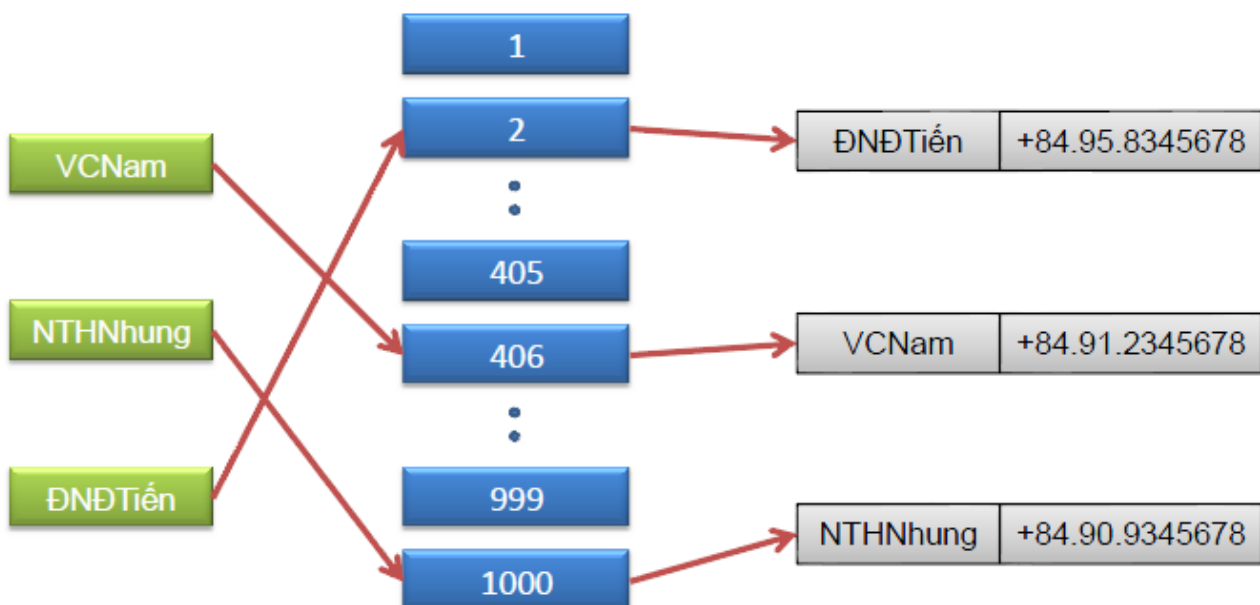 VCNam
NTHNhung
ĐNĐTiến
1
2
405
406
999
1000
ĐNĐTiến +84.95.8345678
VCNam +84.91.2345678
NTHNhung +84.90.9345678